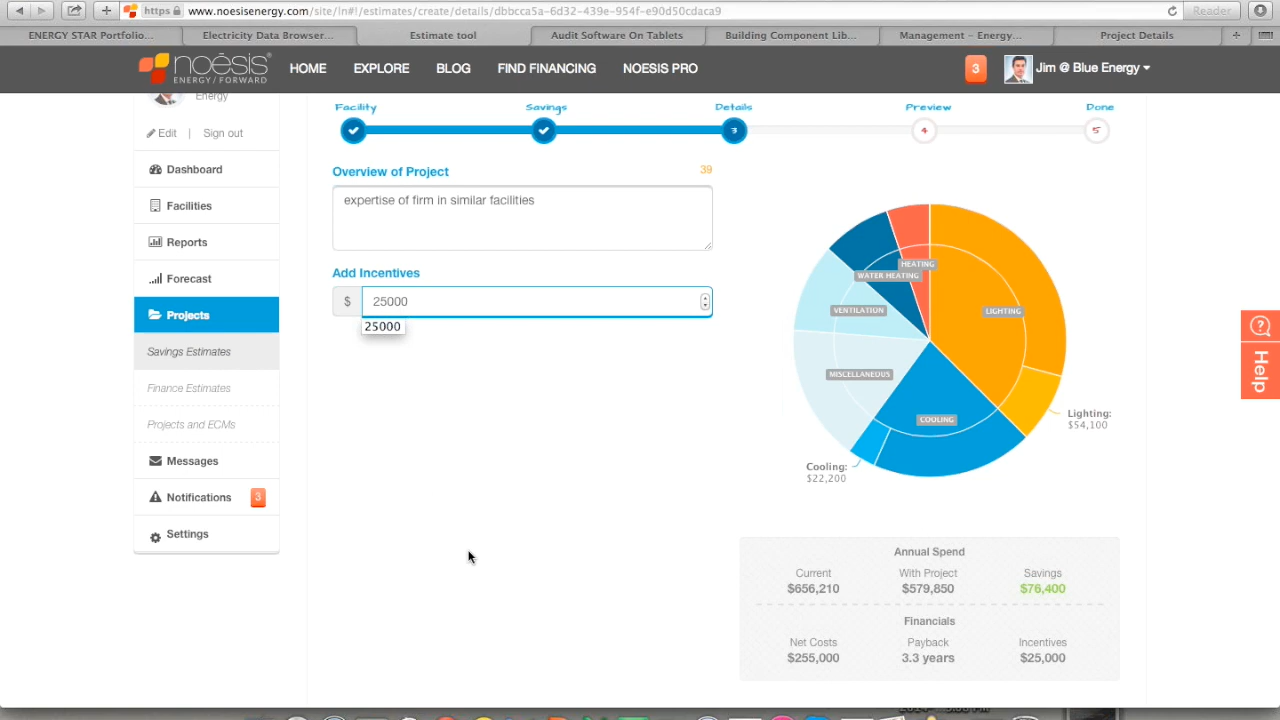 https www.noesisenergy.com/site/ln#!/estimates/create/details/dbbcca5a-6d32-439e-954f-e90d50cdaca9
Reader
ENERGY STAR Portfolio...
Electricity Data Browser...
Estimate tool
Audit Software On Tablets
Building Component Lib...
Management – Energy...
Project Details
noēsis
ENERGY/FORWARD
HOME
EXPLORE
BLOG
FIND FINANCING
NOESIS PRO
3
Jim @ Blue Energy
Energy
Edit | Sign out
Dashboard
Facilities
Reports
Forecast
Projects
Savings Estimates
Finance Estimates
Projects and ECMs
Messages
Notifications 3
Settings
Facility
Savings
Details
Preview
Done
3
4
5
Overview of Project 39
expertise of firm in similar facilities
Add Incentives
$ 25000
25000
HEATING
WATER HEATING
VENTILATION
LIGHTING
MISCELLANEOUS
COOLING
Lighting:
$54,100
Cooling:
$22,200
Annual Spend
Current With Project Savings
$656,210 $579,850 $76,400
Financials
Net Costs Payback Incentives
$255,000 3.3 years $25,000
? Help